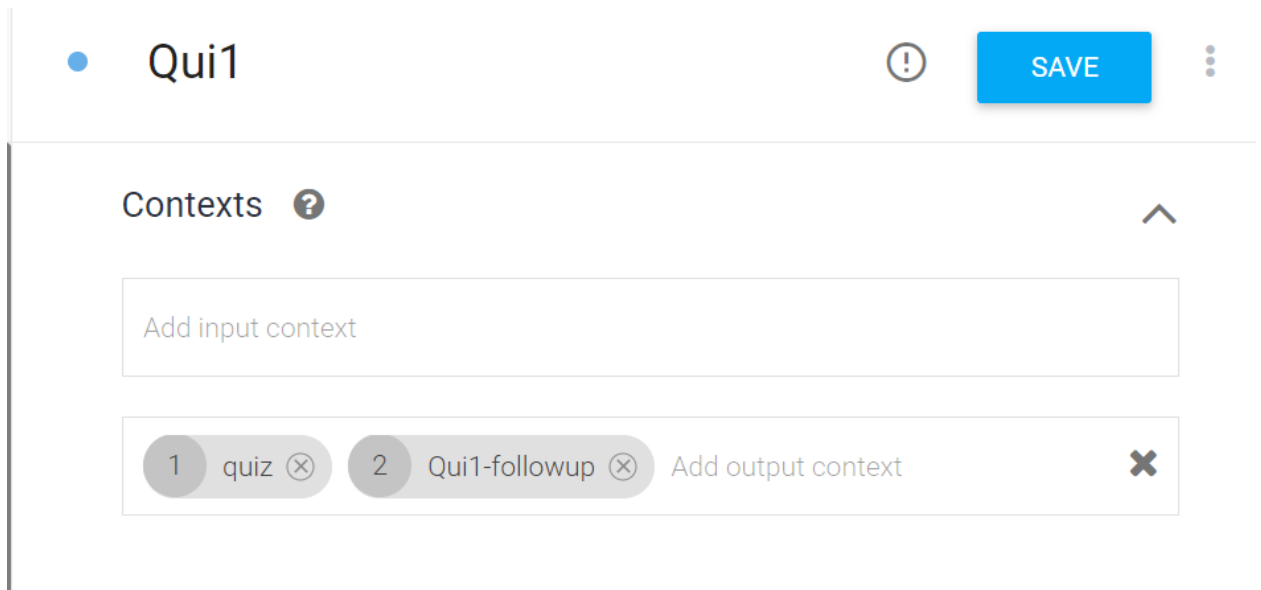 Qui1 SAVE
Contexts
Add input context
1 quiz 2 Qui1-followup Add output context